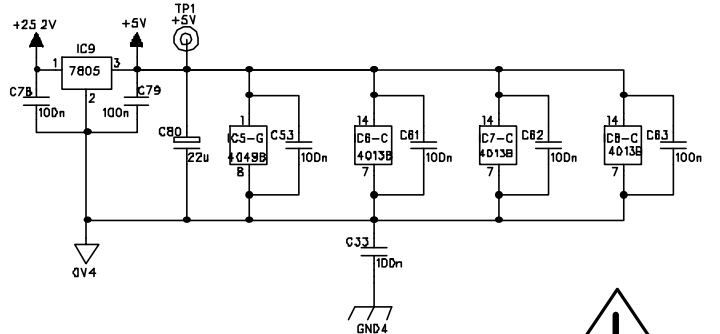 TP1
+5V
+25.2V
+5V
IC9
1
7805
3
2
C78
100n
C79
100n
C80
22u
1
IC5-G
4049B
8
C53
100n
14
IC6-C
4013B
7
C61
100n
14
IC7-C
4013B
7
C62
100n
14
IC8-C
4013B
7
C63
100n
0V4
C33
100n
GND4